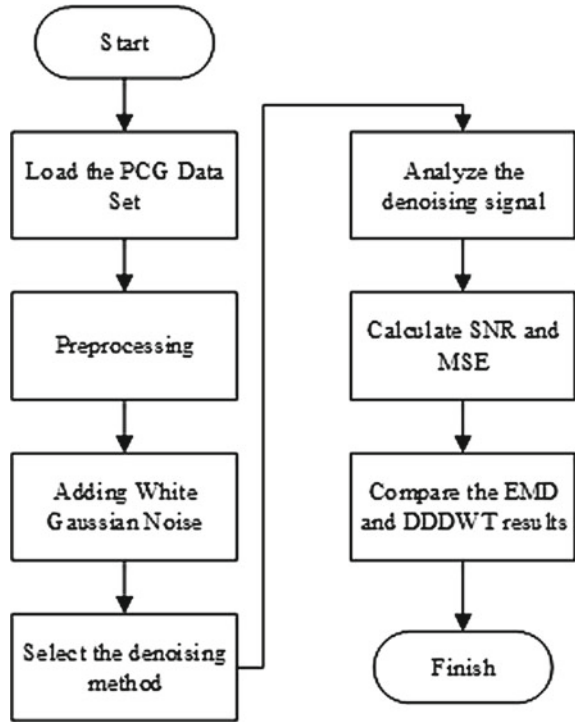 Start
Load the PCG Data
Set
Preprocessing
Adding White
Gaussian Noise
Select the denoising
method
Analyze the
denoising signal
Calculate SNR and
MSE
Compare the EMD
and DDDWT results
Finish